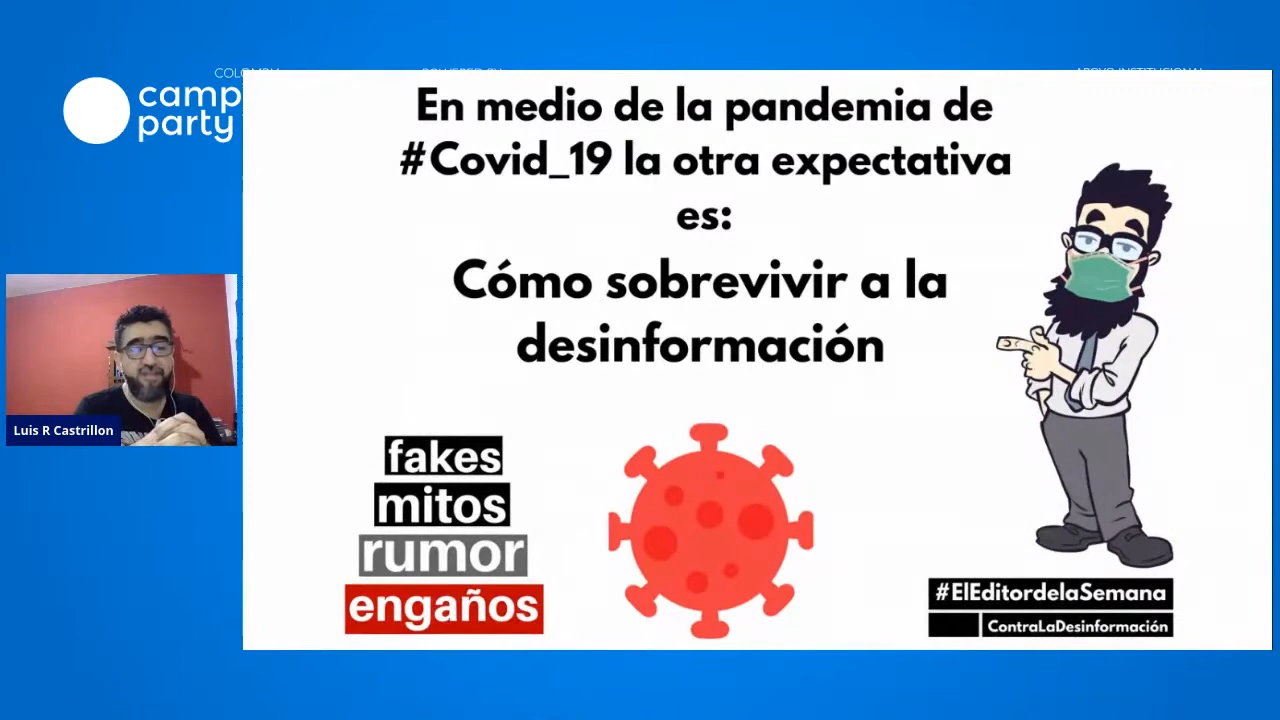 camp
party
En medio de la pandemia de
#Covid_19 la otra expectativa
es:
Cómo sobrevivir a la
desinformación
Luis R Castrillon
fakes
mitos
rumor
engaños
#ElEditordelaSemana
ContraLaDesinformación